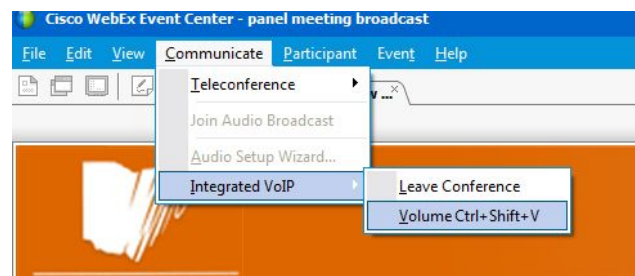 Cisco WebEx Event Center - panel meeting broadcast
File Edit View Communicate Participant Event Help
Teleconference
Join Audio Broadcast
Audio Setup Wizard...
Integrated VoIP
Leave Conference
Volume Ctrl+Shift+V